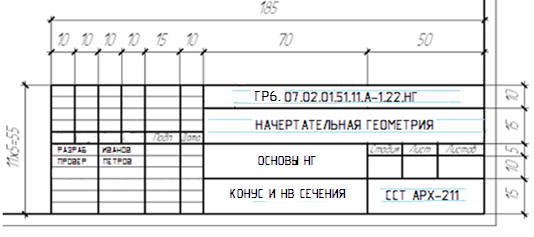 185
10 10 10 10 15 10 70 50
ГР6. 07.02.01.51.11.А-1.22.НГ
10
НАЧЕРТАТЕЛЬНАЯ ГЕОМЕТРИЯ
15
11x5=55
Подп Дата
РАЗРАБ ИВАНОВ
ПРОВЕР ПЕТРОВ
ОСНОВЫ НГ
Стадия Лист Листов
5
10
КОНУС И НВ СЕЧЕНИЯ
ССТ АРХ-211
15